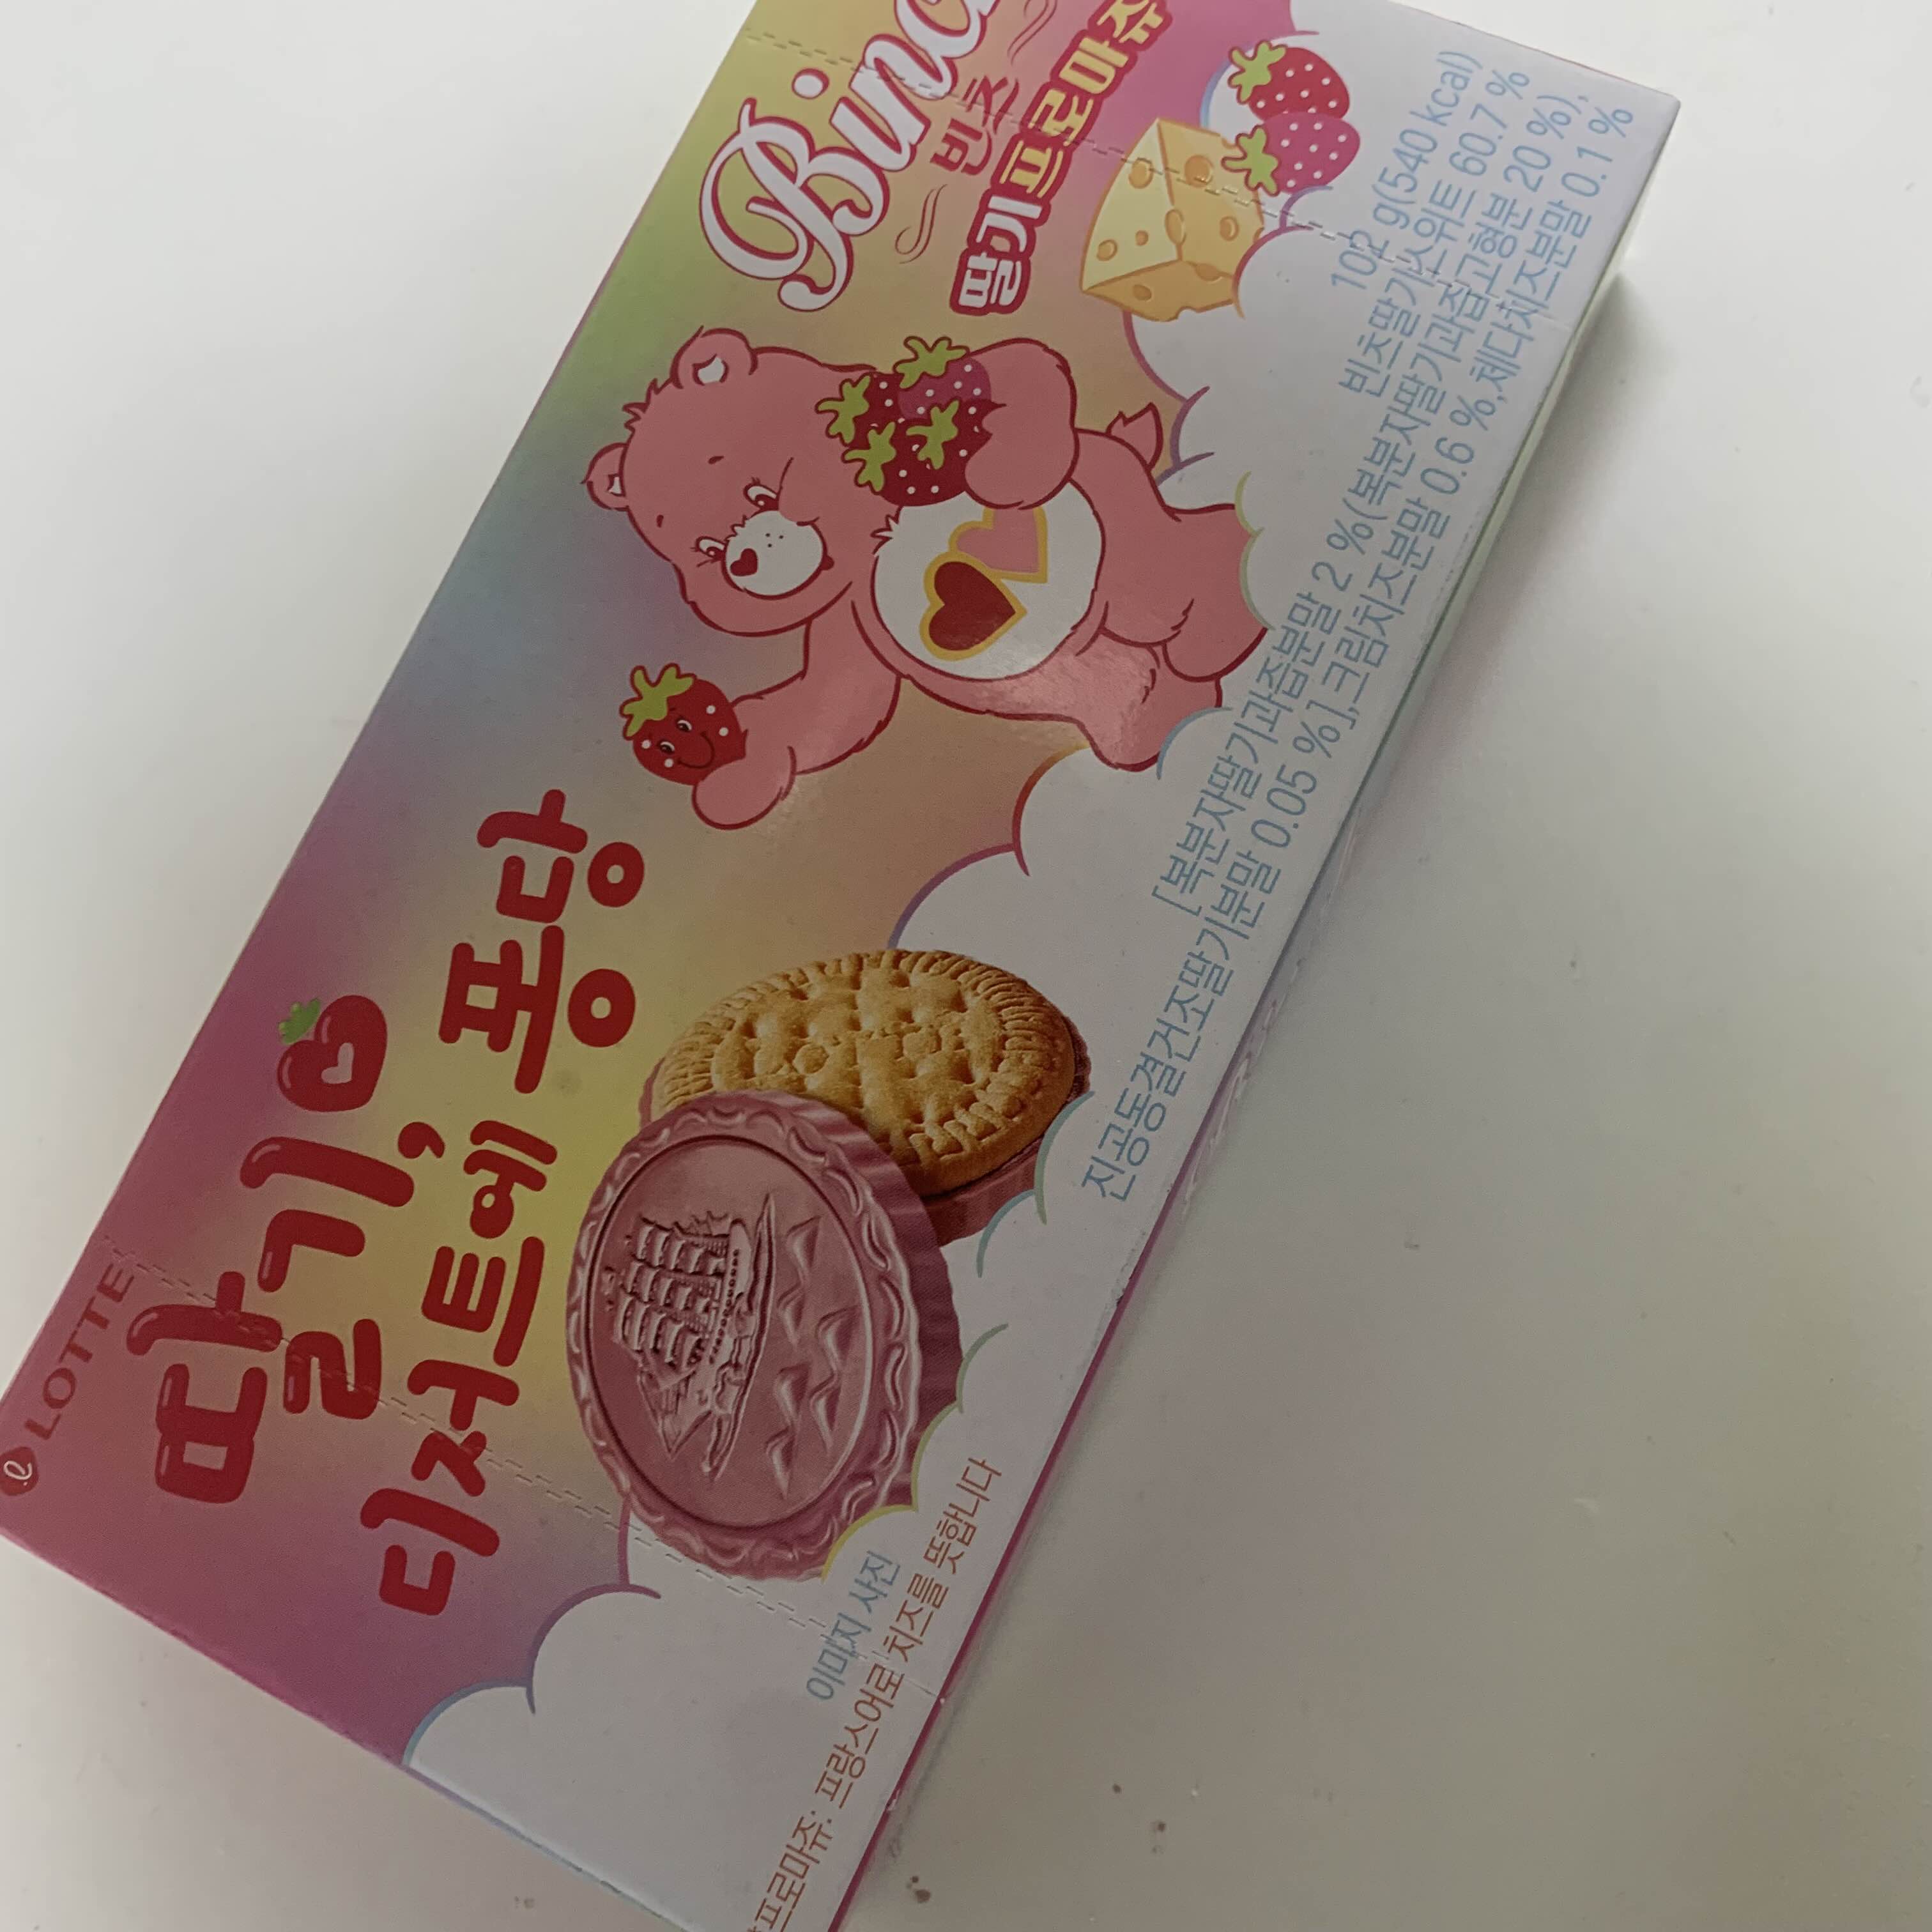 LOTTE
딸기,
디저트에 퐁당
Binc
빈츠
딸기프로마쥬
102 g(540 kcal)
빈츠딸기스위트 60.7 %
[복분자딸기과즙분말 2 %(복분자딸기과즙고형분 20 %),
진공동결건조딸기분말 0.05 %],크림치즈분말 0.6 %,체다치즈분말 0.1 %
이미지 사진
프로마쥬: 프랑스어로 치즈를 뜻합니다